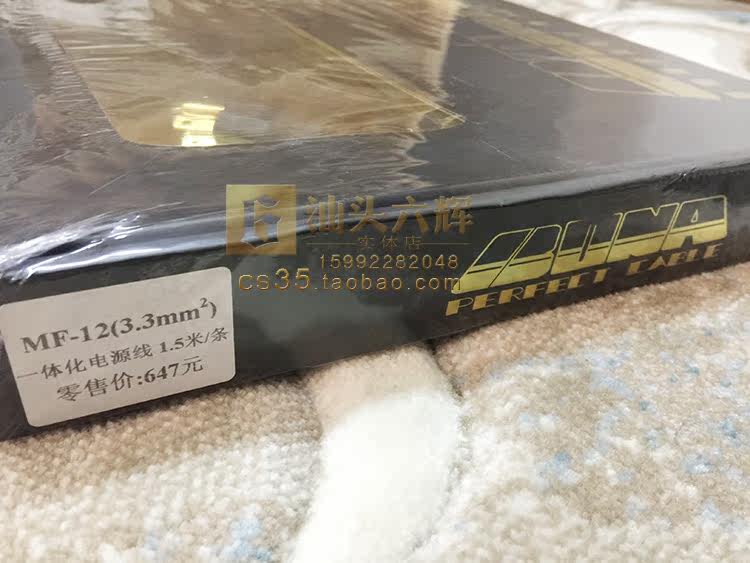 汕头六辉
实体店
15992282048
cs35.taobao.com
BUNA
PERFECT CABLE
MF-12(3.3mm²)
一体化电源线 1.5米/条
零售价:647元